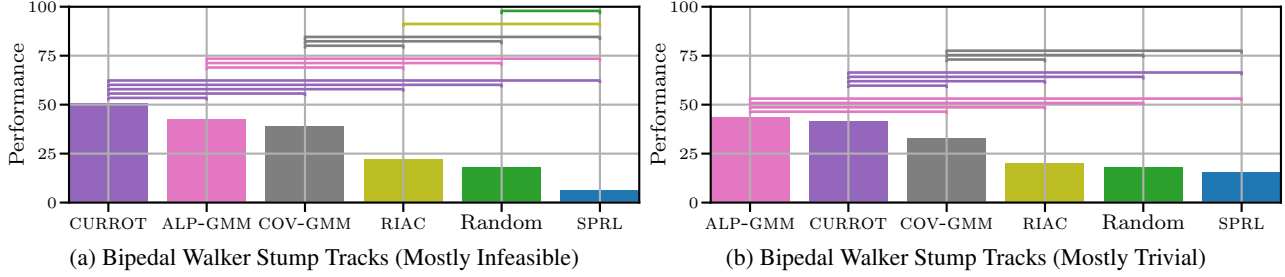 100
75
50
25
0
Performance
CURROT ALP-GMM COV-GMM RIAC Random SPRL
(a) Bipedal Walker Stump Tracks (Mostly Infeasible)
100
75
50
25
0
Performance
ALP-GMM CURROT COV-GMM RIAC Random SPRL
(b) Bipedal Walker Stump Tracks (Mostly Trivial)